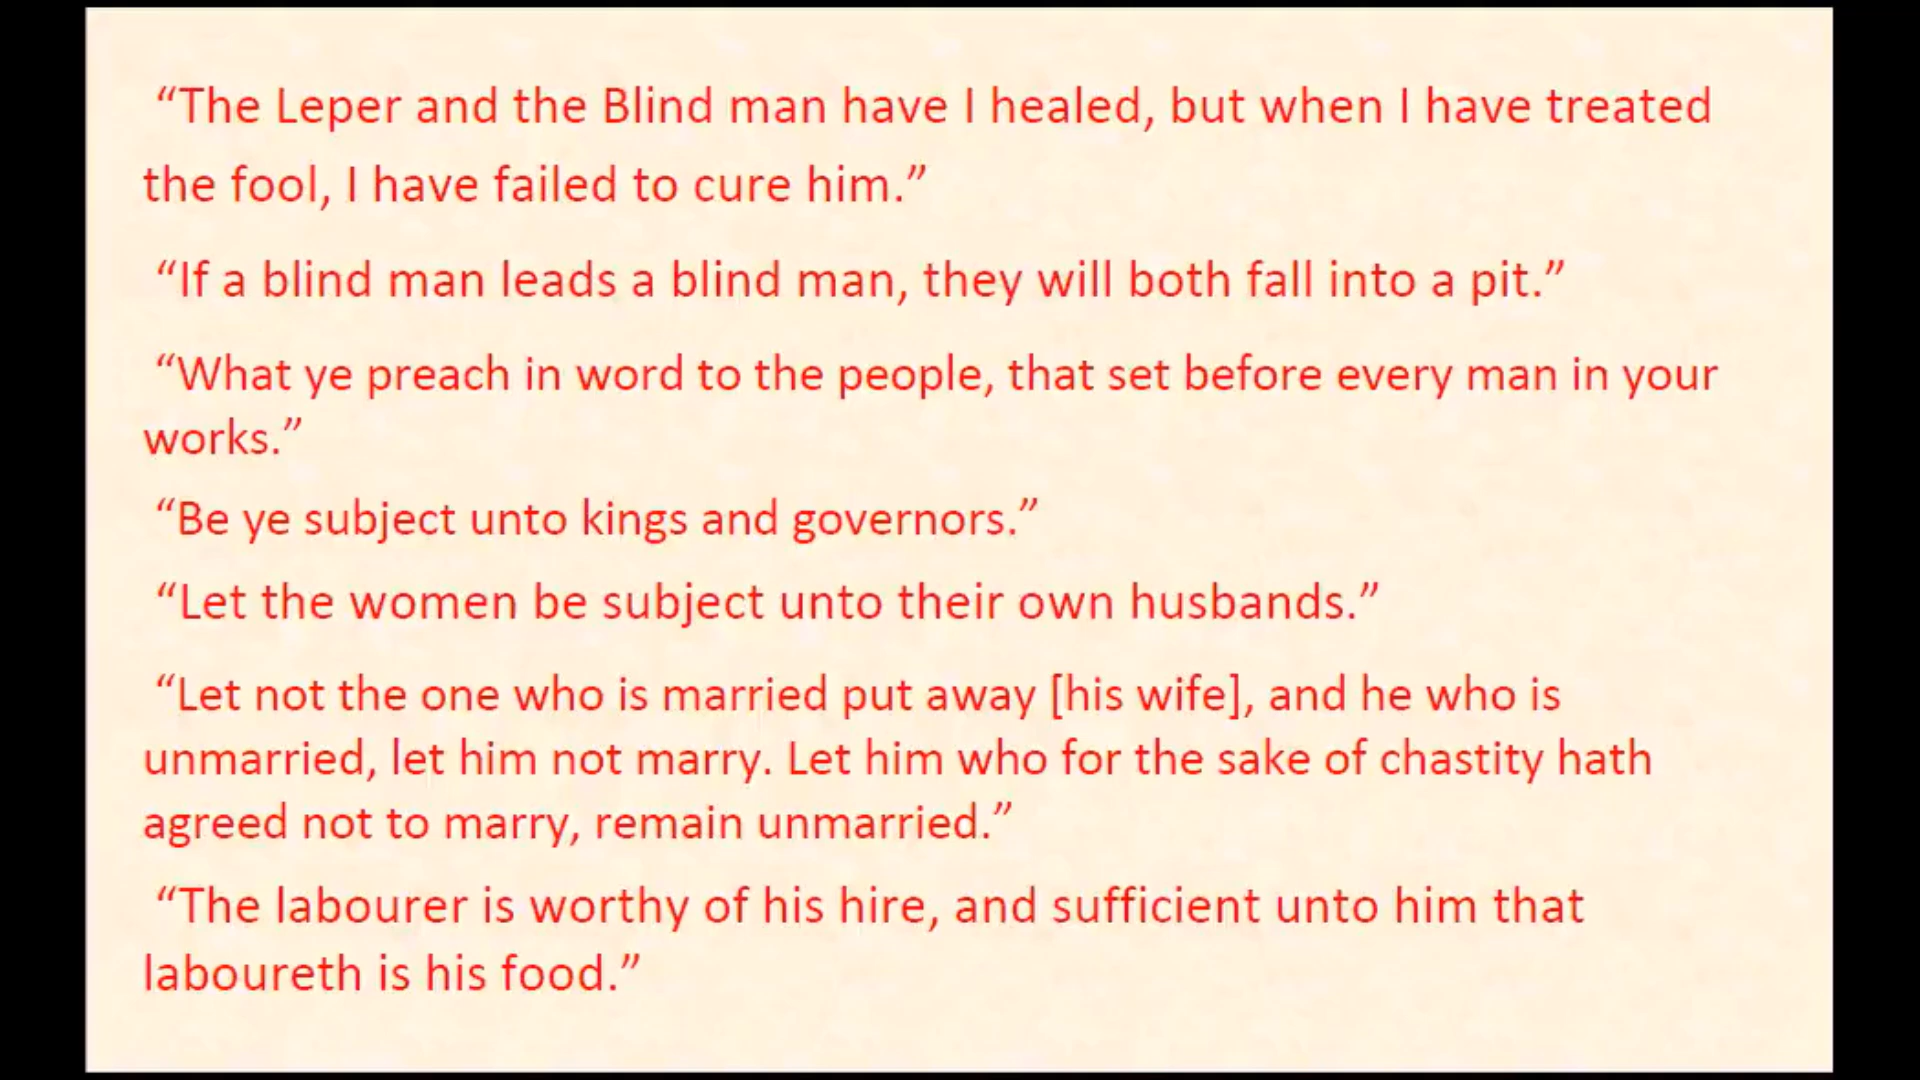 “The Leper and the Blind man have I healed, but when I have treated
the fool, I have failed to cure him.”
“If a blind man leads a blind man, they will both fall into a pit.”
“What ye preach in word to the people, that set before every man in your
works.”
“Be ye subject unto kings and governors.”
“Let the women be subject unto their own husbands.”
“Let not the one who is married put away [his wife], and he who is
unmarried, let him not marry. Let him who for the sake of chastity hath
agreed not to marry, remain unmarried.”
“The labourer is worthy of his hire, and sufficient unto him that
laboureth is his food.”